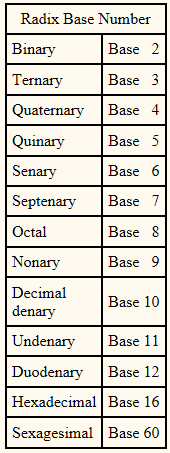 Radix Base Number
Binary Base 2
Ternary Base 3
Quaternary Base 4
Quinary Base 5
Senary Base 6
Septenary Base 7
Octal Base 8
Nonary Base 9
Decimal
denary Base 10
Undenary Base 11
Duodenary Base 12
Hexadecimal Base 16
Sexagesimal Base 60